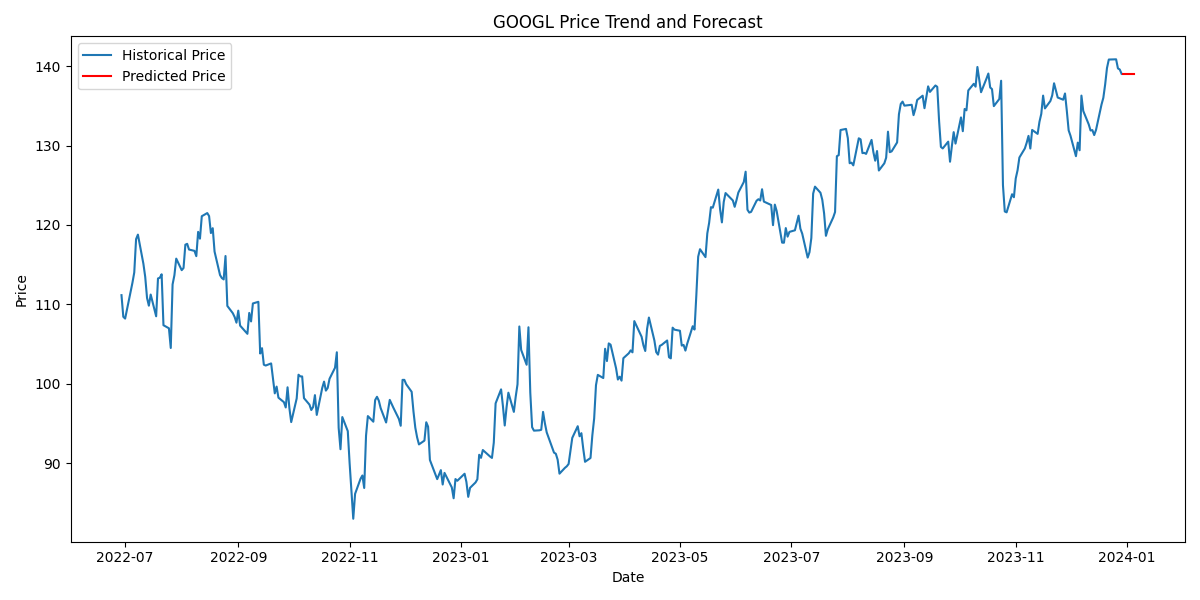 GOOGL Price Trend and Forecast
Historical Price
Predicted Price
Price
140
130
120
110
100
90
2022-07 2022-09 2022-11 2023-01 2023-03 2023-05 2023-07 2023-09 2023-11 2024-01
Date